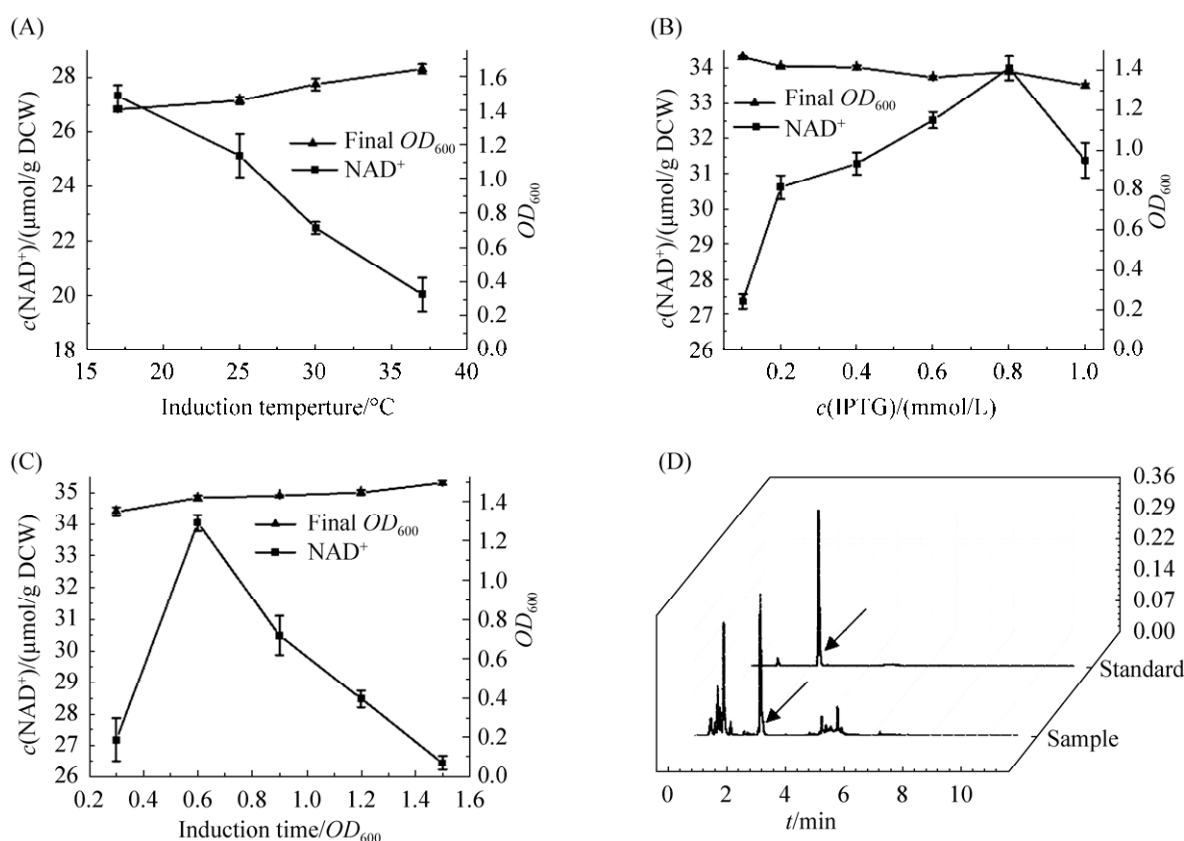 (A)
28
26
24
22
20
18
c(NAD+)/(μmol/g DCW)
1.6
1.4
1.2
1.0
0.8
0.6
0.4
0.2
0.0
OD600
Final OD600
NAD+
15 20 25 30 35 40
Induction temperture/°C
(B)
34
33
32
31
30
29
28
27
26
c(NAD+)/(μmol/g DCW)
1.4
1.2
1.0
0.8
0.6
0.4
0.2
0.0
OD600
Final OD600
NAD+
0.2 0.4 0.6 0.8 1.0
c(IPTG)/(mmol/L)
(C)
35
34
33
32
31
30
29
28
27
26
c(NAD+)/(μmol/g DCW)
1.4
1.2
1.0
0.8
0.6
0.4
0.2
0.0
OD600
Final OD600
NAD+
0.2 0.4 0.6 0.8 1.0 1.2 1.4 1.6
Induction time/OD600
(D)
0.36
0.29
0.22
0.14
0.07
0.00
Standard
Sample
0 2 4 6 8 10
t/min